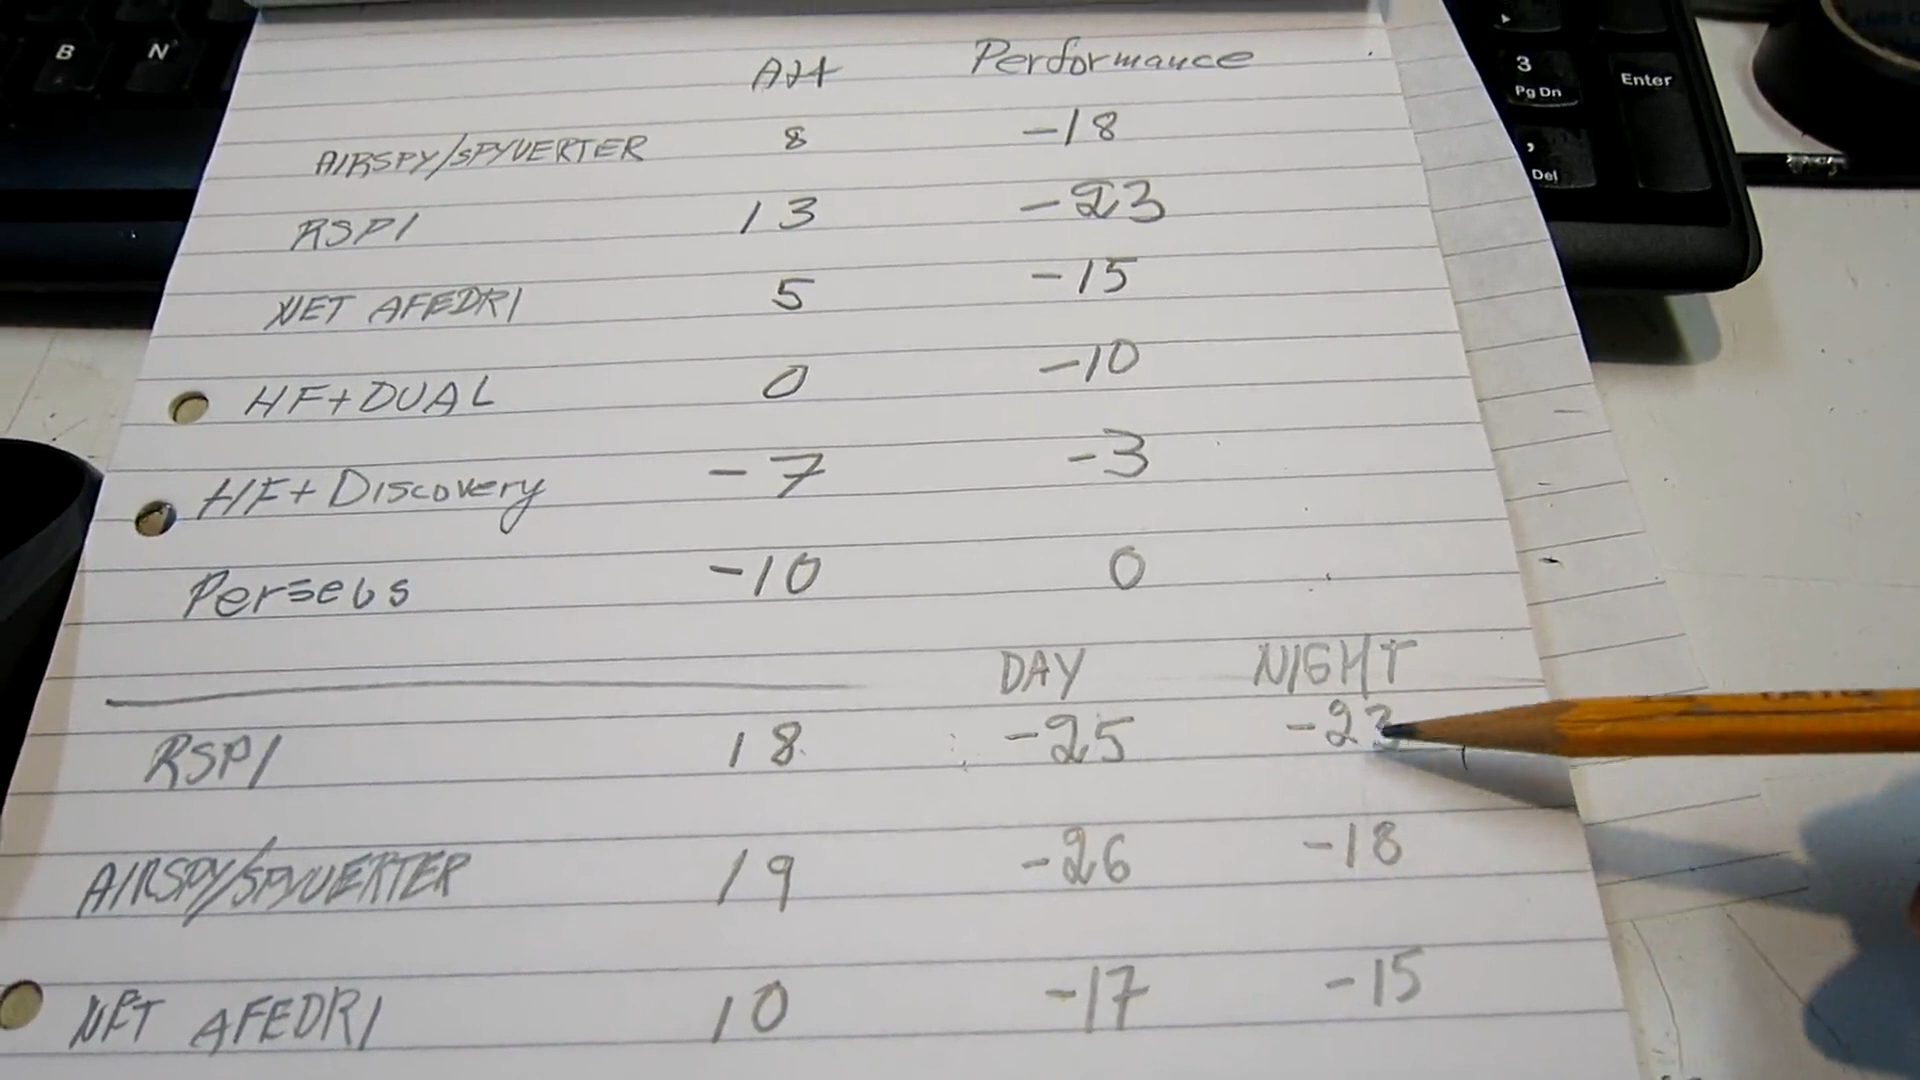 B N
3
Pg Dn
Enter
,
Del
Att Performance
AIRSPY/SPYVERTER 8 -18
RSP1 13 -23
NET AFEDRI 5 -15
HF+DUAL 0 -10
HF+Discovery -7 -3
Perseus -10 0
DAY NIGHT
RSP1 18 -25 -23
AIRSPY/SPYVERTER 19 -26 -18
NET AFEDRI 10 -17 -15